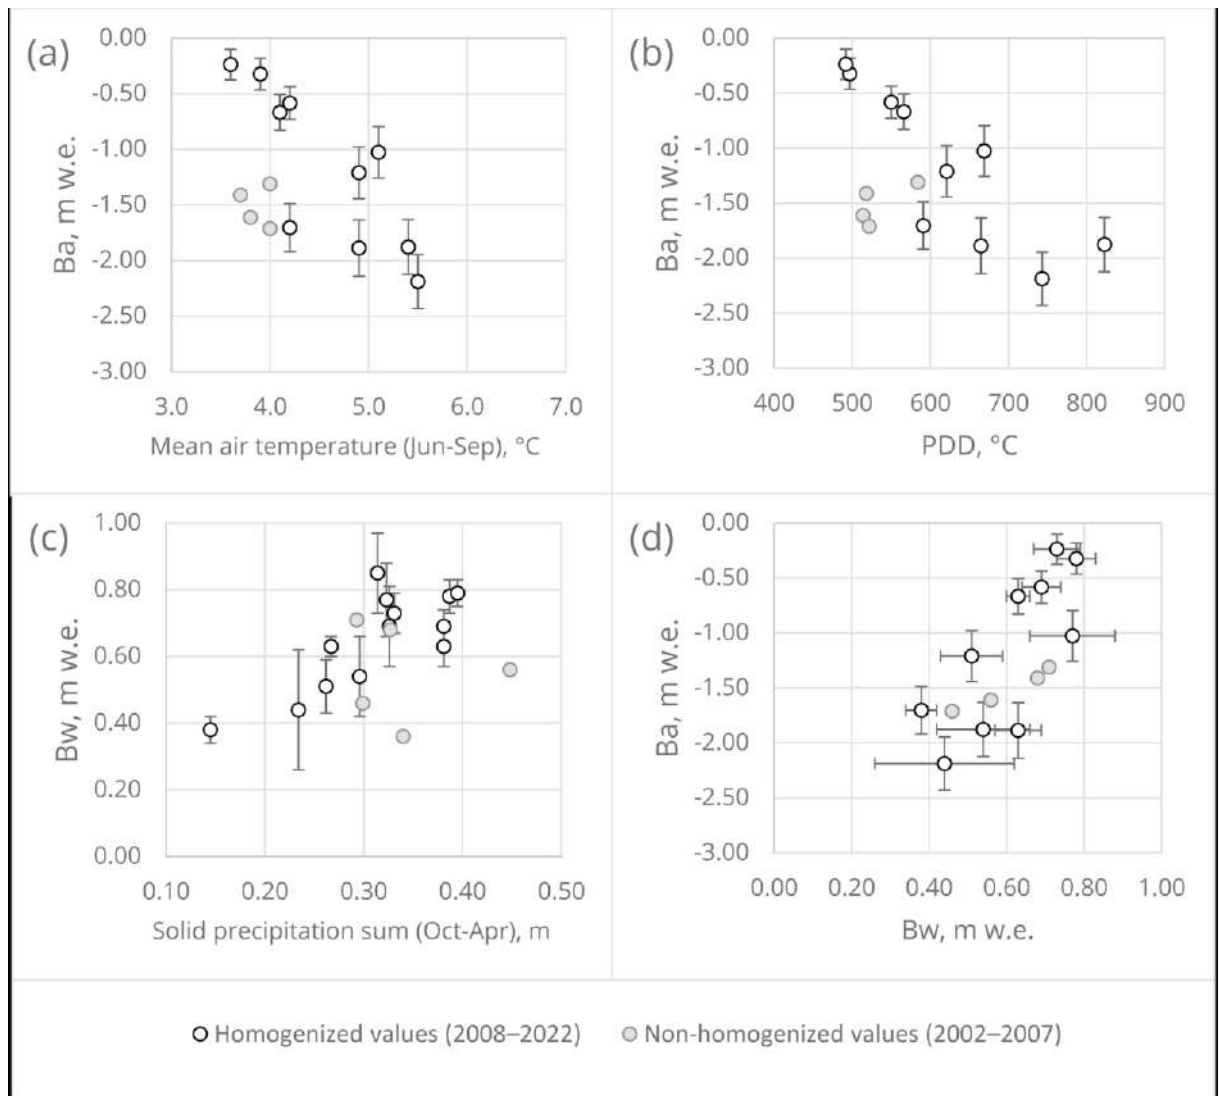 (a)
0.00
-0.50
-1.00
-1.50
-2.00
-2.50
-3.00
Ba, m w.e.
3.0 4.0 5.0 6.0 7.0
Mean air temperature (Jun-Sep), °C
(b)
0.00
-0.50
-1.00
-1.50
-2.00
-2.50
-3.00
Ba, m w.e.
400 500 600 700 800 900
PDD, °C
(c)
1.00
0.80
0.60
0.40
0.20
0.00
Bw, m w.e.
0.10 0.20 0.30 0.40 0.50
Solid precipitation sum (Oct-Apr), m
(d)
0.00
-0.50
-1.00
-1.50
-2.00
-2.50
-3.00
Ba, m w.e.
0.00 0.20 0.40 0.60 0.80 1.00
Bw, m w.e.
Homogenized values (2008–2022) Non-homogenized values (2002–2007)